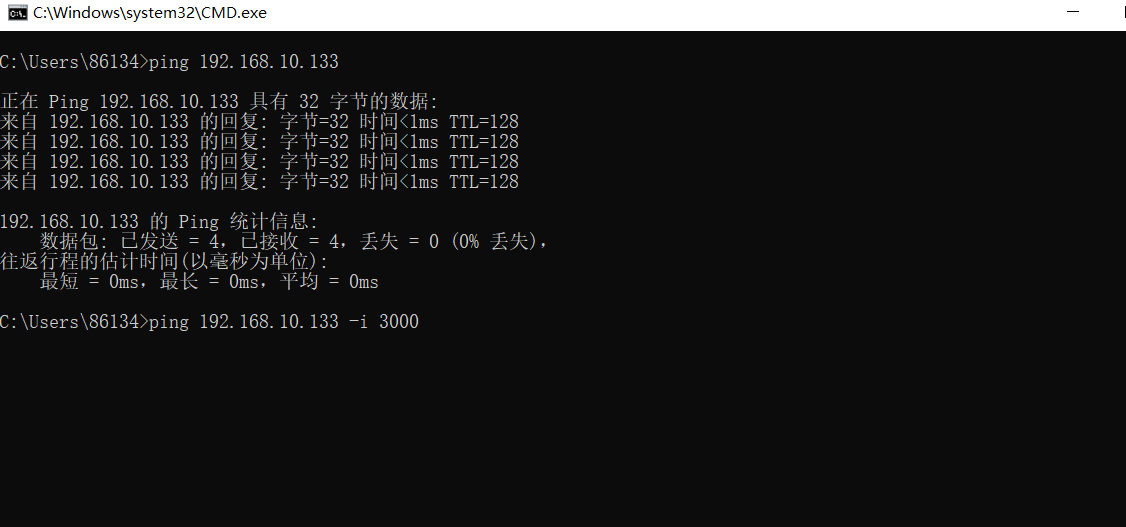 C:\Windows\system32\CMD.exe
C:\Users\86134>ping 192.168.10.133
正在 Ping 192.168.10.133 具有 32 字节的数据:
来自 192.168.10.133 的回复: 字节=32 时间<1ms TTL=128
来自 192.168.10.133 的回复: 字节=32 时间<1ms TTL=128
来自 192.168.10.133 的回复: 字节=32 时间<1ms TTL=128
来自 192.168.10.133 的回复: 字节=32 时间<1ms TTL=128
192.168.10.133 的 Ping 统计信息:
数据包: 已发送 = 4，已接收 = 4，丢失 = 0 (0% 丢失)，
往返行程的估计时间(以毫秒为单位):
最短 = 0ms，最长 = 0ms，平均 = 0ms
C:\Users\86134>ping 192.168.10.133 -i 3000